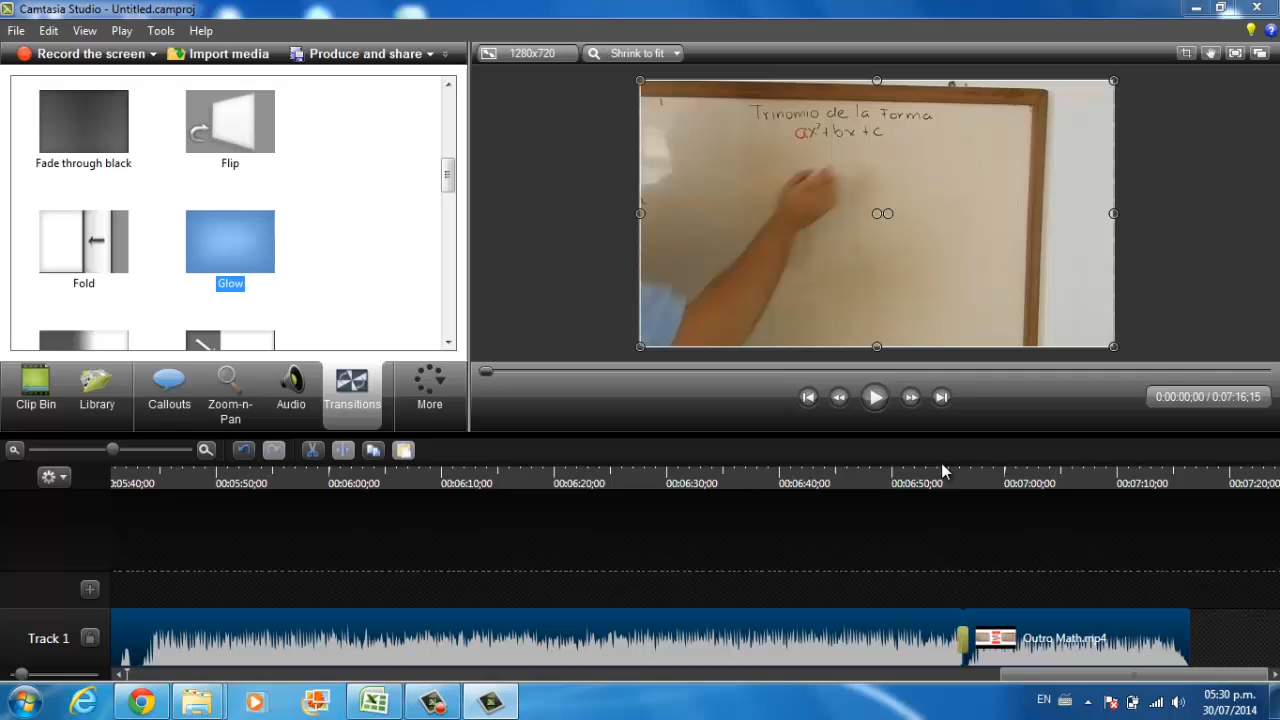 Camtasia Studio - Untitled.camproj
File Edit View Play Tools Help
Record the screen Import media Produce and share
1280x720 Shrink to fit
Fade through black Flip
Fold Glow
Trinomio de la Forma
ax²+bx+c
Clip Bin Library Callouts Zoom-n-Pan Audio Transitions More
0:00:00;00 / 0:07:16;15
00:05:40;00 00:05:50;00 00:06:00;00 00:06:10;00 00:06:20;00 00:06:30;00 00:06:40;00 00:06:50;00 00:07:00;00 00:07:10;00 00:07:20;00
Track 1 Outro Math.mp4
EN 05:30 p.m.
30/07/2014